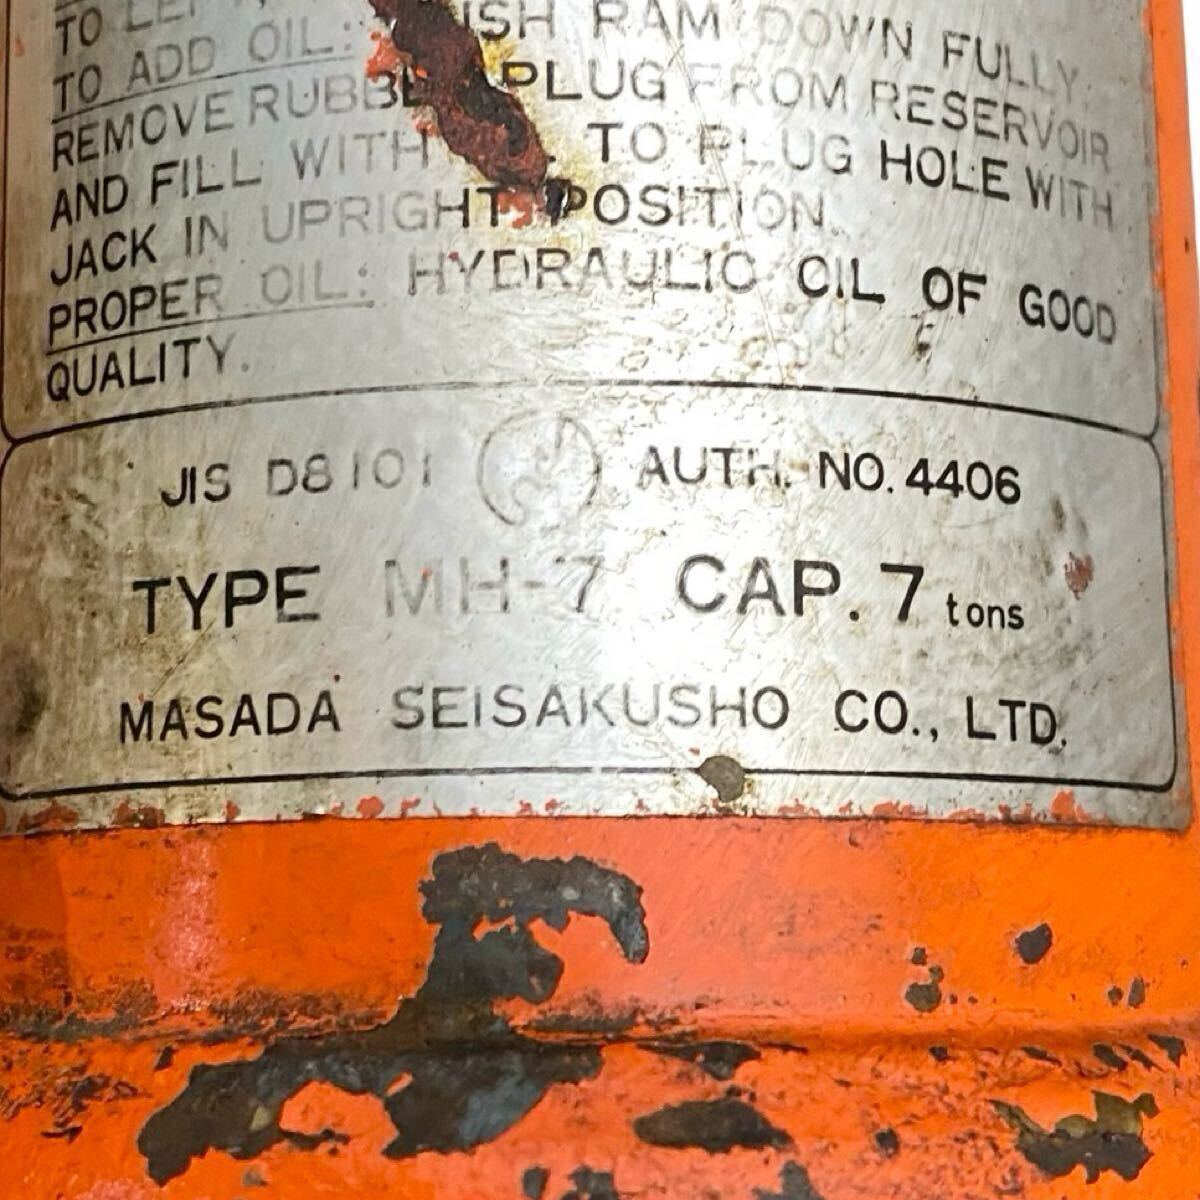 TO
TO ADD OIL: PUSH RAM DOWN FULLY.
REMOVE RUBBER PLUG FROM RESERVOIR
AND FILL WITH TO PLUG HOLE WITH
JACK IN UPRIGHT POSITION.
PROPER OIL: HYDRAULIC OIL OF GOOD
QUALITY.
JIS D8101 AUTH. NO. 4406
TYPE MH-7 CAP. 7 tons
MASADA SEISAKUSHO CO., LTD.